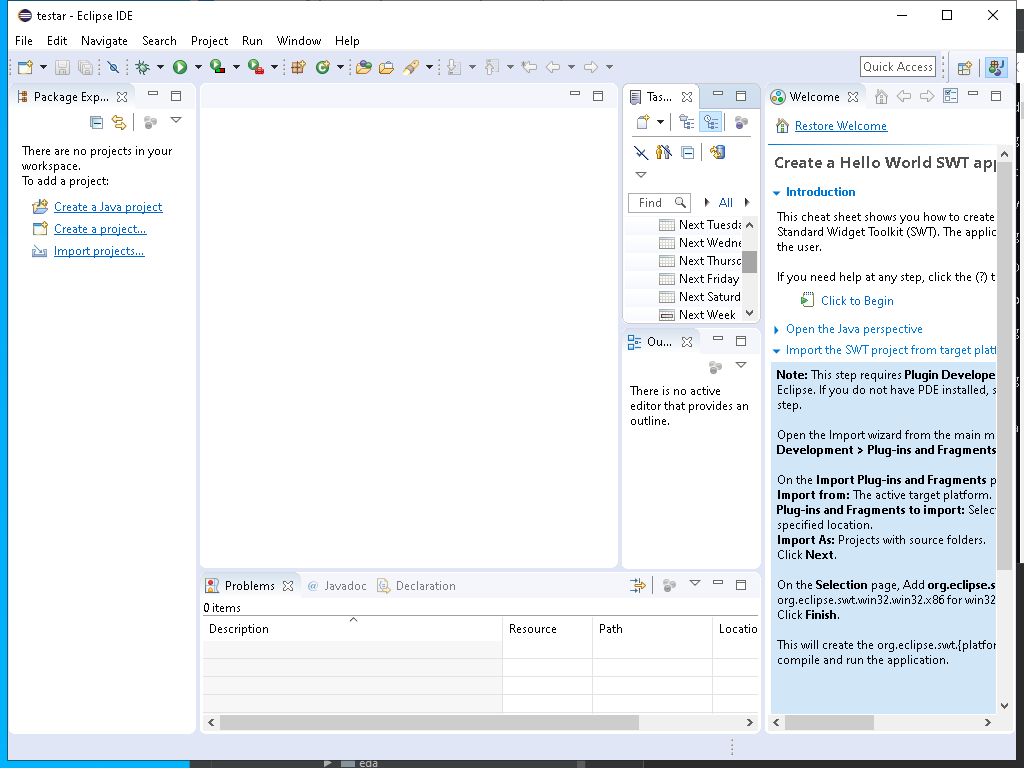 testar - Eclipse IDE
File Edit Navigate Search Project Run Window Help
Quick Access
Package Exp...
There are no projects in your
workspace.
To add a project:
Create a Java project
Create a project...
Import projects...
Tas...
Find
All
Next Tuesda
Next Wedne
Next Thursd
Next Friday
Next Saturd
Next Week
Ou...
There is no active
editor that provides an
outline.
Welcome
Restore Welcome
Create a Hello World SWT app
Introduction
This cheat sheet shows you how to create
Standard Widget Toolkit (SWT). The applic
the user.
If you need help at any step, click the (?) t
Click to Begin
Open the Java perspective
Import the SWT project from target platf
Note: This step requires Plugin Develope
Eclipse. If you do not have PDE installed, s
step.
Open the Import wizard from the main m
Development > Plug-ins and Fragments
On the Import Plug-ins and Fragments p
Import from: The active target platform.
Plug-ins and Fragments to import: Selec
specified location.
Import As: Projects with source folders.
Click Next.
On the Selection page, Add org.eclipse.s
org.eclipse.swt.win32.win32.x86 for win32
Click Finish.
This will create the org.eclipse.swt.{platfor
compile and run the application.
Problems @ Javadoc Declaration
0 items
Description Resource Path Locatio
eda